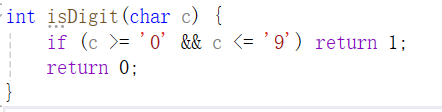 int isDigit(char c) {
    if (c >= '0' && c <= '9') return 1;
    return 0;
}